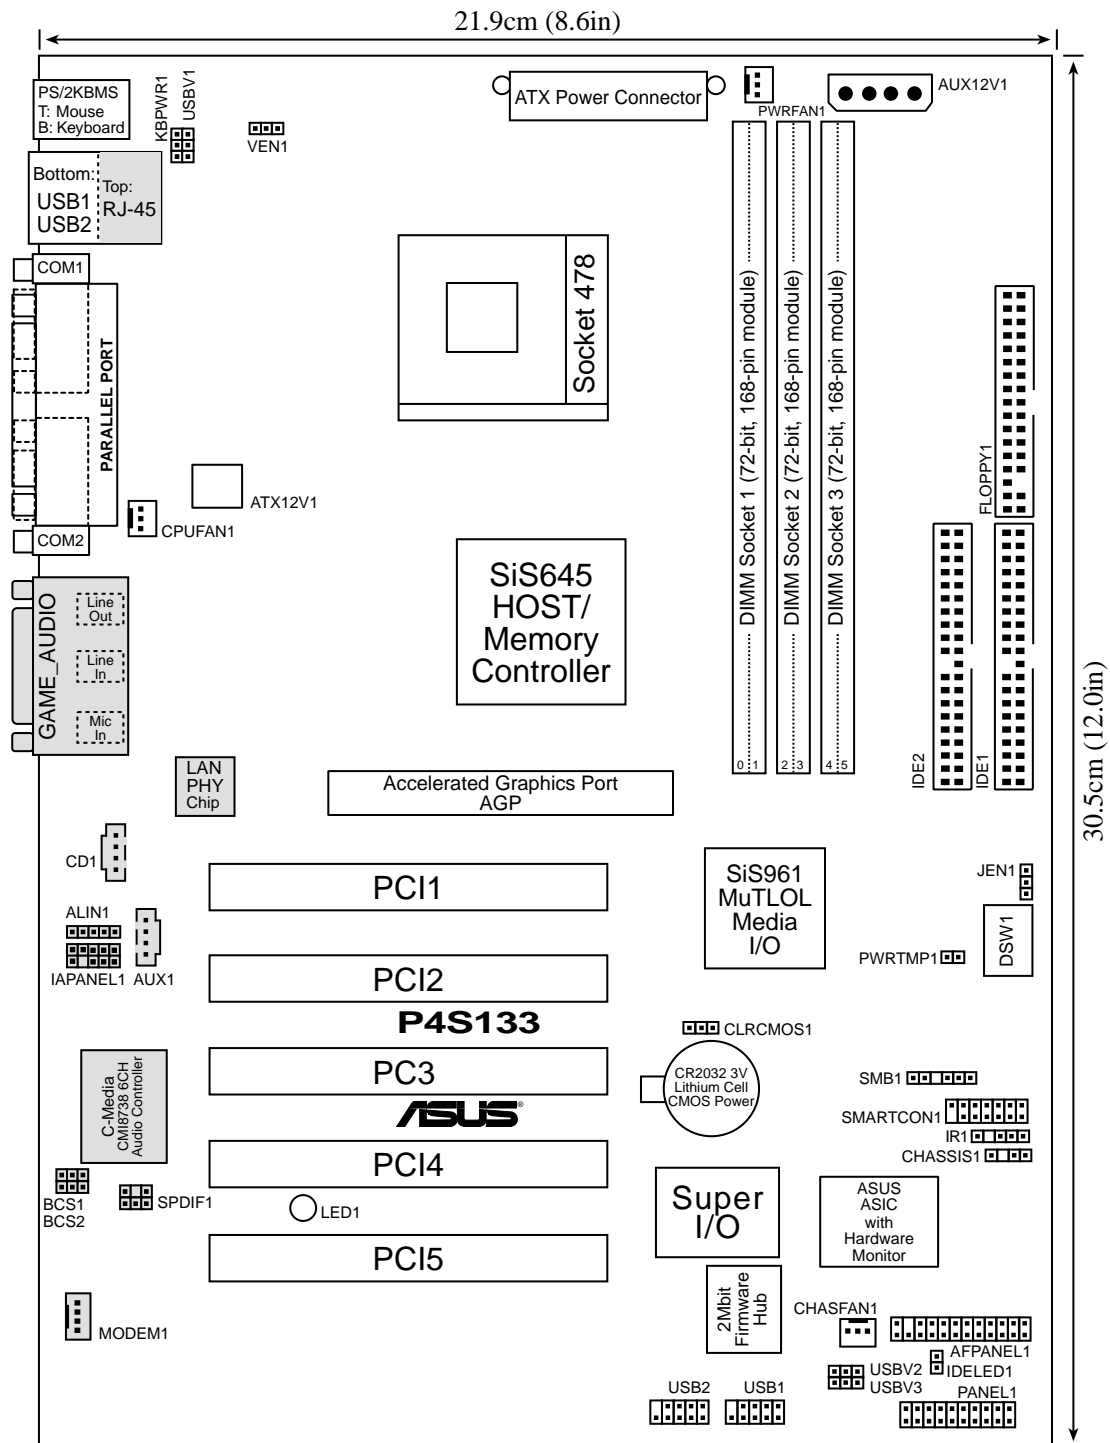 21.9cm (8.6in)
PS/2KBMS
T: Mouse
B: Keyboard
KBPWR1
USBV1
VEN1
ATX Power Connector
PWRFAN1
AUX12V1
Bottom:
USB1
USB2
Top:
RJ-45
COM1
PARALLEL PORT
COM2
Socket 478
DIMM Socket 1 (72-bit, 168-pin module)
DIMM Socket 2 (72-bit, 168-pin module)
DIMM Socket 3 (72-bit, 168-pin module)
0 1
2 3
4 5
FLOPPY1
IDE2
IDE1
30.5cm (12.0in)
ATX12V1
CPUFAN1
SiS645
HOST/
Memory
Controller
GAME_AUDIO
Line
Out
Line
In
Mic
In
LAN
PHY
Chip
Accelerated Graphics Port
AGP
CD1
PCI1
SiS961
MuTLOL
Media
I/O
JEN1
DSW1
PWRTMP1
ALIN1
IAPANEL1
AUX1
PCI2
P4S133
CLRCMOS1
CR2032 3V
Lithium Cell
CMOS Power
C-Media
CMI8738 6CH
Audio Controller
PC3
ASUS®
SMB1
SMARTCON1
IR1
CHASSIS1
PCI4
BCS1
BCS2
SPDIF1
LED1
Super
I/O
ASUS
ASIC
with
Hardware
Monitor
PCI5
2Mbit
Firmware
Hub
CHASFAN1
MODEM1
AFPANEL1
IDELED1
USBV2
USBV3
PANEL1
USB2
USB1